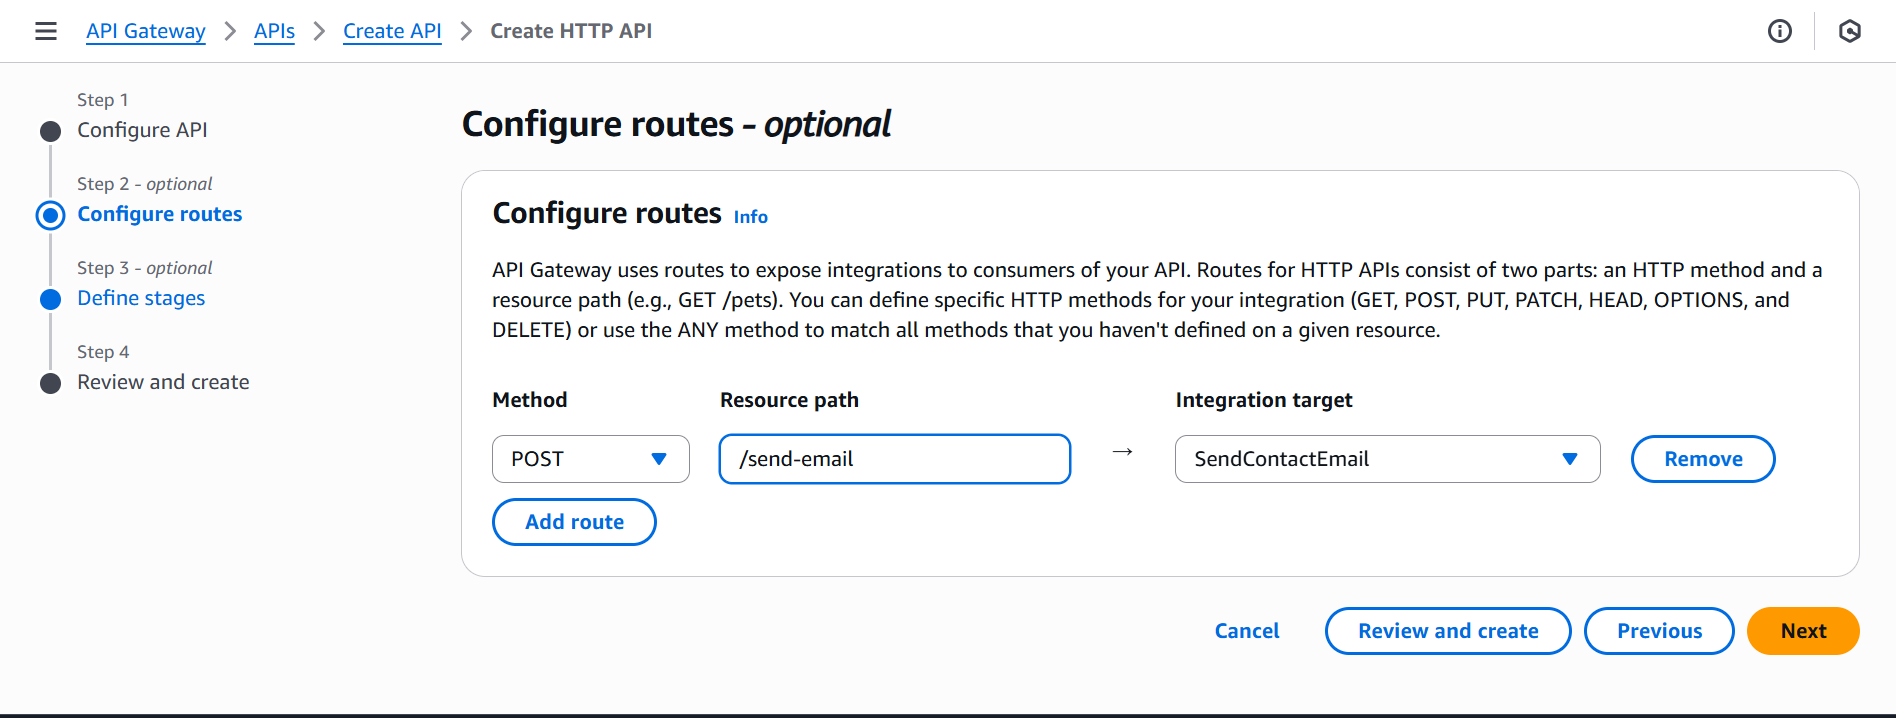 API Gateway > APIs > Create API > Create HTTP API
Step 1
Configure API
Step 2 - optional
Configure routes
Step 3 - optional
Define stages
Step 4
Review and create
Configure routes - optional
Configure routes Info
API Gateway uses routes to expose integrations to consumers of your API. Routes for HTTP APIs consist of two parts: an HTTP method and a
resource path (e.g., GET /pets). You can define specific HTTP methods for your integration (GET, POST, PUT, PATCH, HEAD, OPTIONS, and
DELETE) or use the ANY method to match all methods that you haven't defined on a given resource.
Method Resource path Integration target
POST /send-email → SendContactEmail Remove
Add route
Cancel Review and create Previous Next